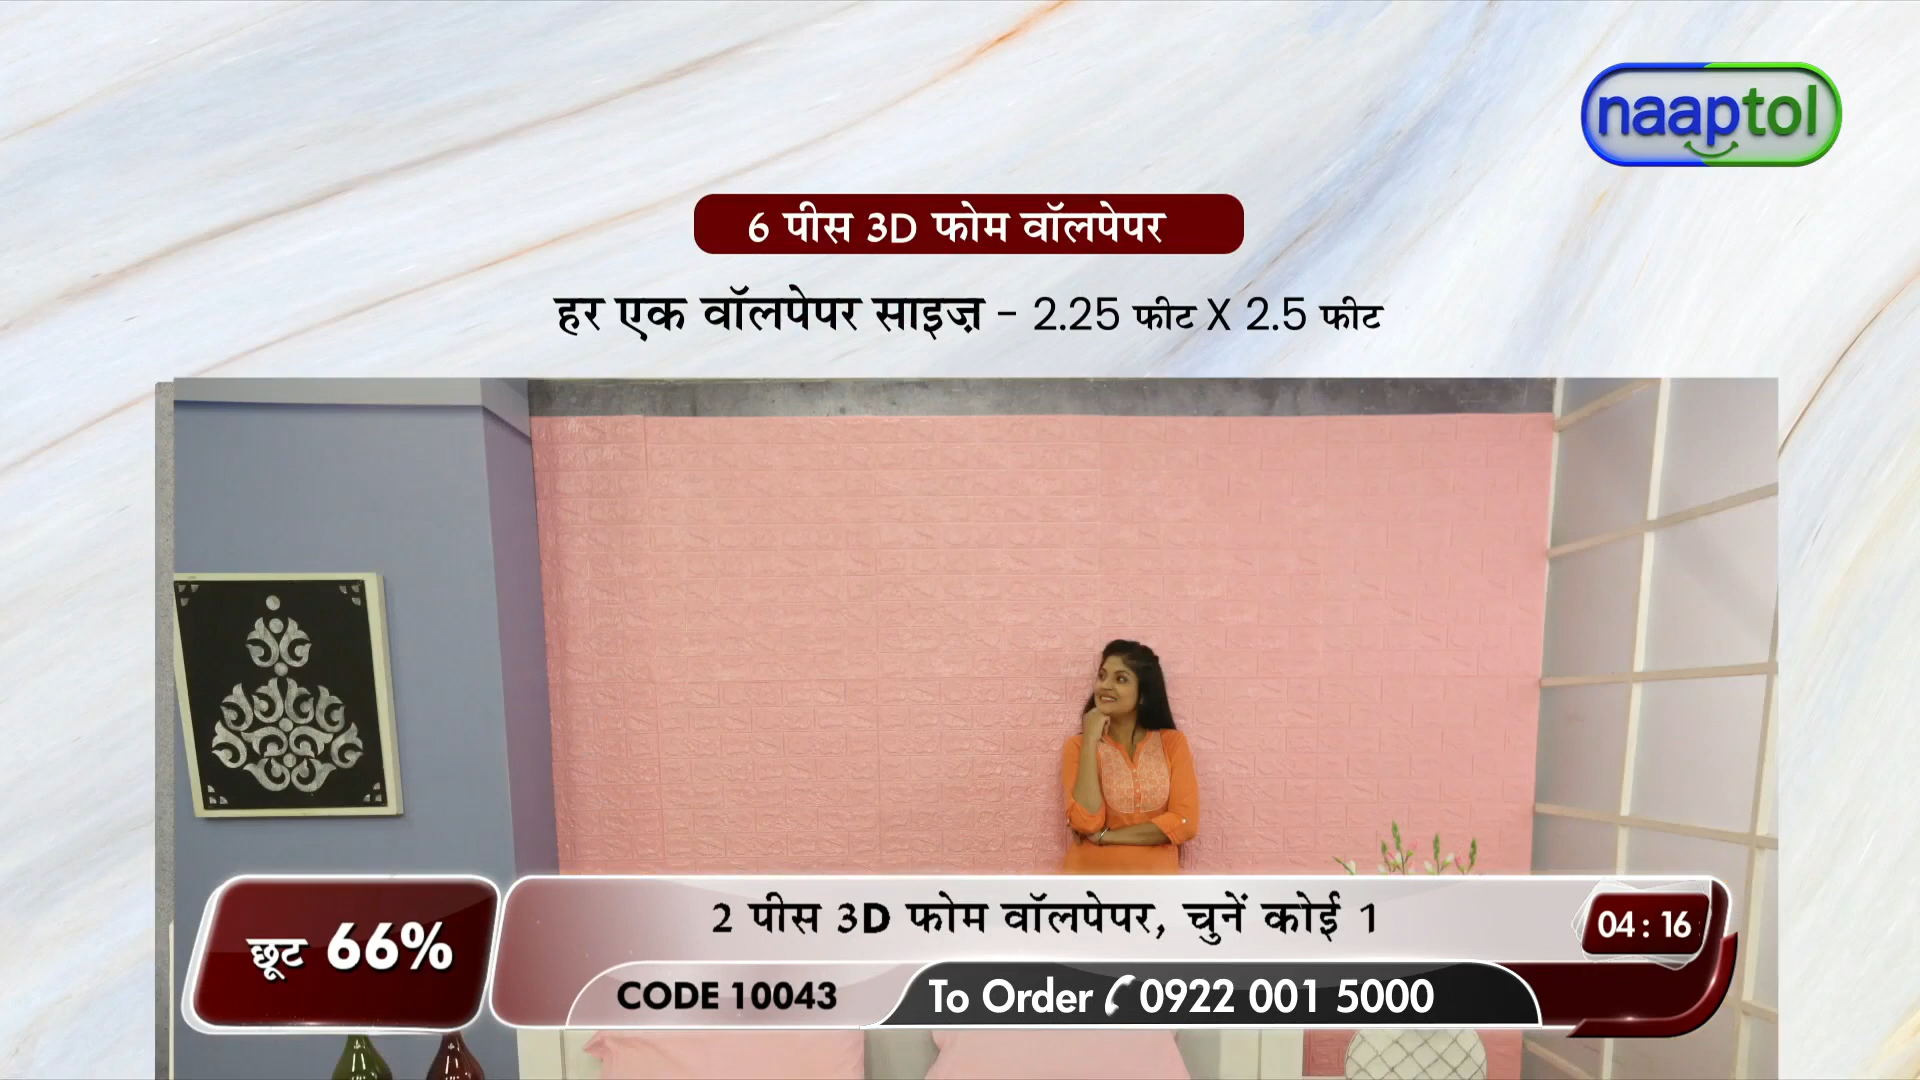 naaptol
6 पीस 3D फोम वॉलपेपर
हर एक वॉलपेपर साइज़ - 2.25 फीट X 2.5 फीट
छूट 66%
2 पीस 3D फोम वॉलपेपर, चुनें कोई 1
04 : 16
CODE 10043
To Order 0922 001 5000